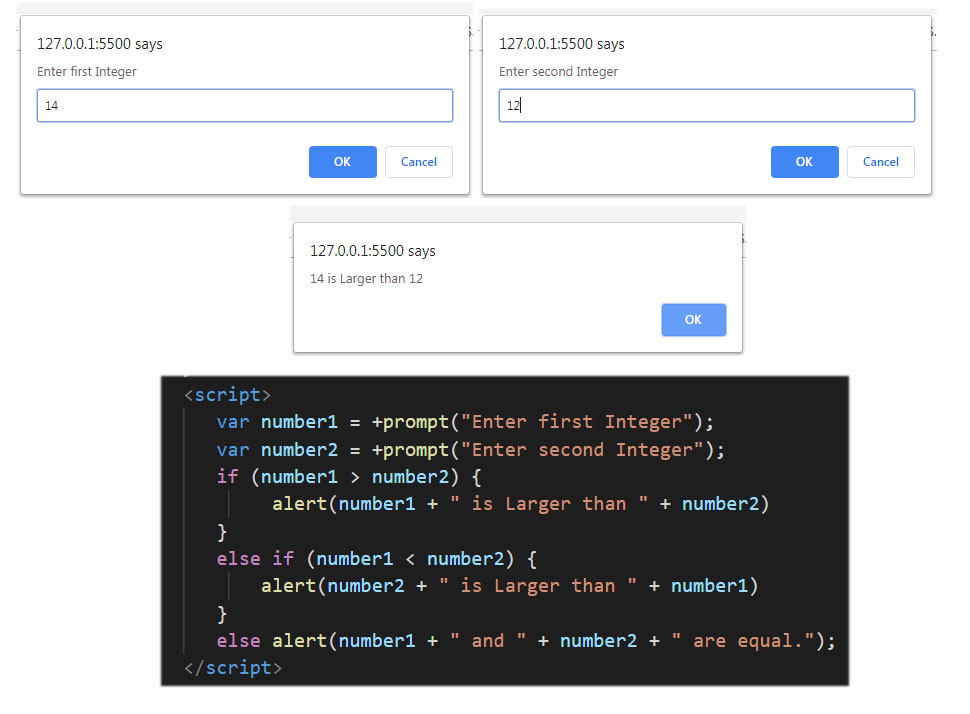 127.0.0.1:5500 says
Enter first Integer
14
OK
Cancel
127.0.0.1:5500 says
Enter second Integer
12
OK
Cancel
127.0.0.1:5500 says
14 is Larger than 12
OK
<script>
var number1 = +prompt("Enter first Integer");
var number2 = +prompt("Enter second Integer");
if (number1 > number2) {
alert(number1 + " is Larger than " + number2)
}
else if (number1 < number2) {
alert(number2 + " is Larger than " + number1)
}
else alert(number1 + " and " + number2 + " are equal.");
</script>